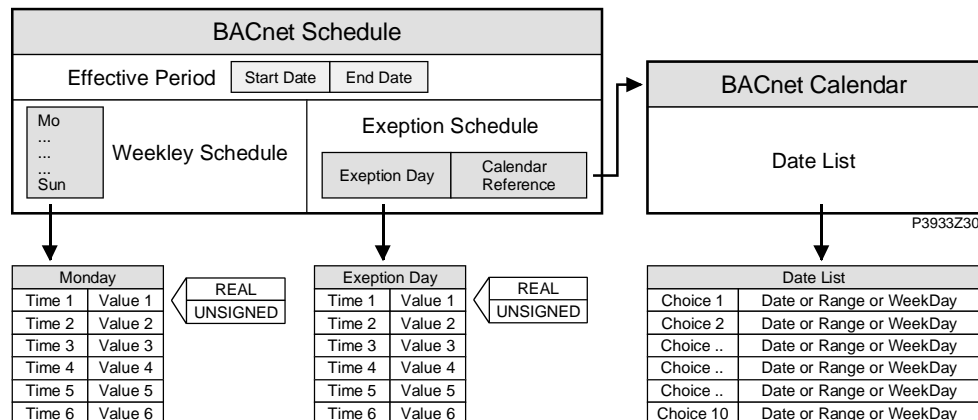 BACnet Schedule
Effective Period
Start Date
End Date
Mo
...
...
...
Sun
Weekley Schedule
Exeption Schedule
Exeption Day
Calendar
Reference
BACnet Calendar
Date List
P3933Z30
Monday
Time 1 Value 1
Time 2 Value 2
Time 3 Value 3
Time 4 Value 4
Time 5 Value 5
Time 6 Value 6
REAL
UNSIGNED
Exeption Day
Time 1 Value 1
Time 2 Value 2
Time 3 Value 3
Time 4 Value 4
Time 5 Value 5
Time 6 Value 6
REAL
UNSIGNED
Date List
Choice 1 Date or Range or WeekDay
Choice 2 Date or Range or WeekDay
Choice .. Date or Range or WeekDay
Choice .. Date or Range or WeekDay
Choice .. Date or Range or WeekDay
Choice 10 Date or Range or WeekDay